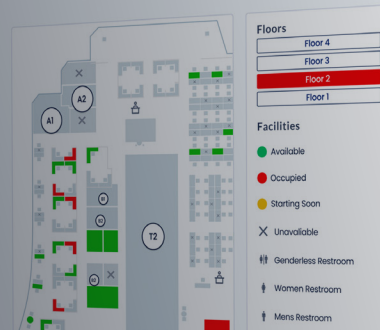 Floors
Floor 4
Floor 3
Floor 2
Floor 1
Facilities
Available
Occupied
Starting Soon
Unavailable
Genderless Restroom
Women Restroom
Mens Restroom
A2
A1
T2